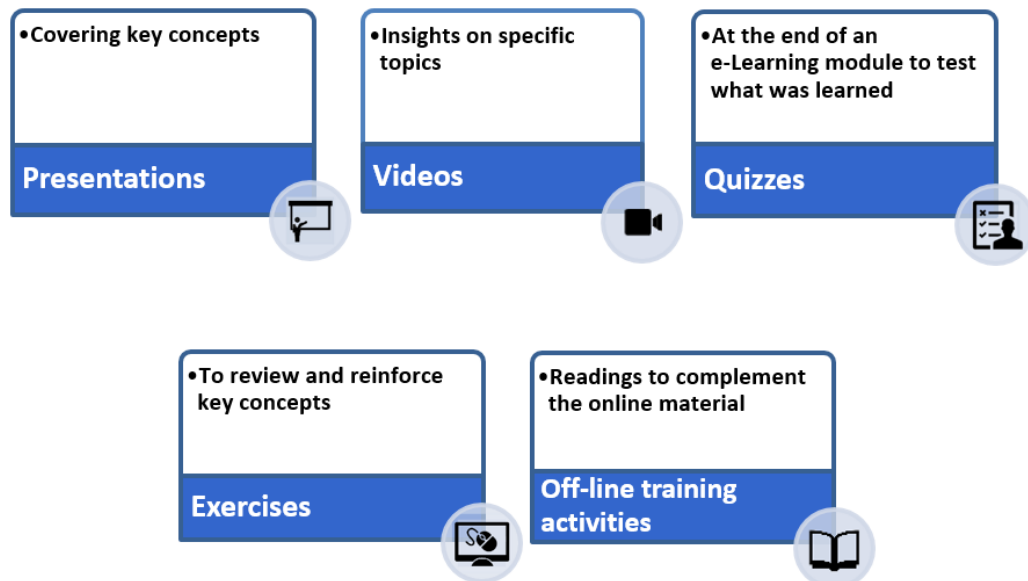 •Covering key concepts
Presentations
•Insights on specific
topics
Videos
•At the end of an
e-Learning module to test
what was learned
Quizzes
•To review and reinforce
key concepts
Exercises
•Readings to complement
the online material
Off-line training
activities